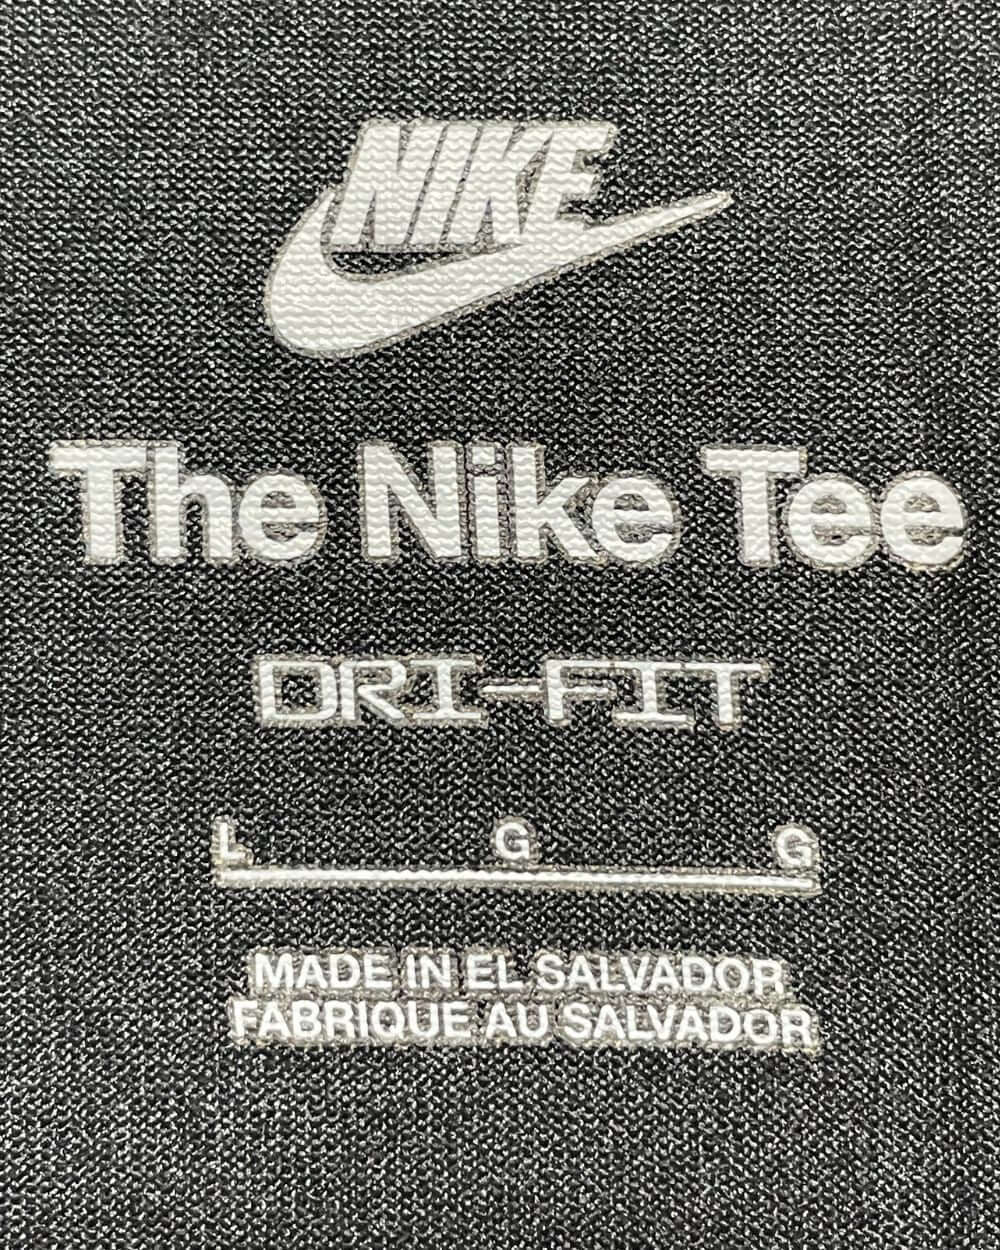 NIKE
The Nike Tee
DRI-FIT
L G G
MADE IN EL SALVADOR
FABRIQUE AU SALVADOR